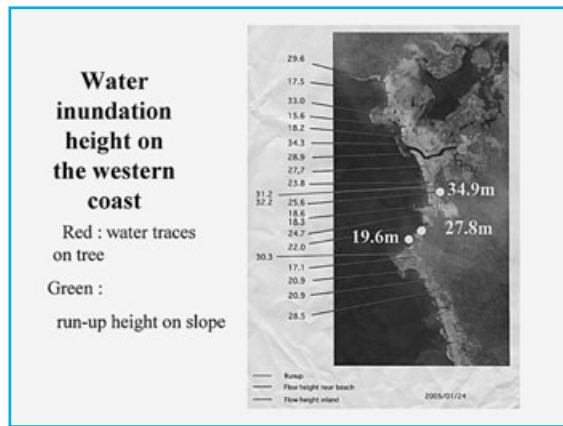 Water
inundation
height on
the western
coast
Red : water traces
on tree
Green :
run-up height on slope
29.6
17.5
33.0
15.6
18.2
34.3
28.9
27,7
23.8
31.2
32.2
25.6
18.6
18.3
24.7
22.0
30.3
17.1
20.9
20.9
28.5
34.9m
27.8m
19.6m
Runup
Flow height near beach
Flow height inland
2005/01/24